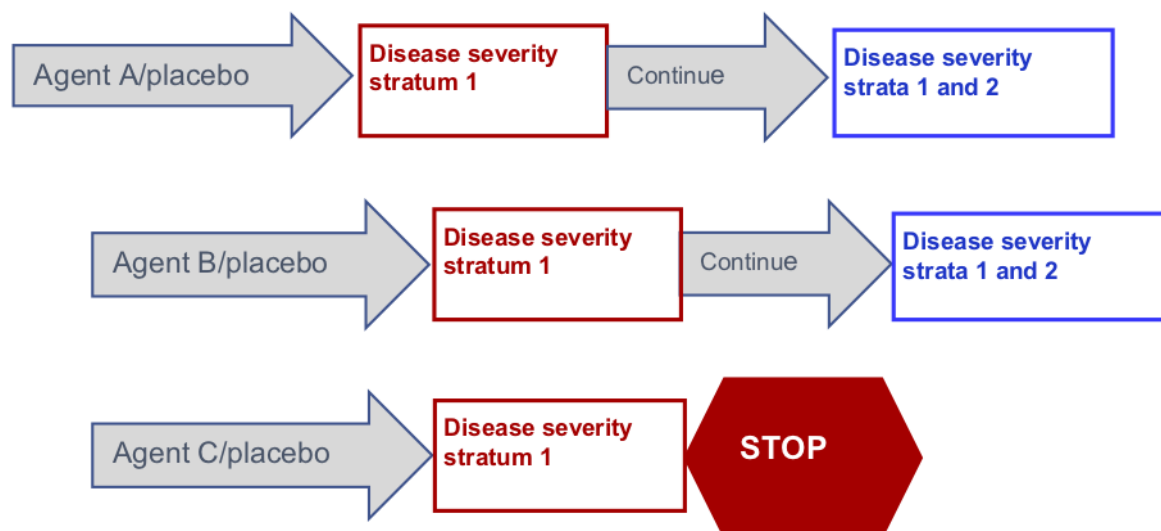 Agent A/placebo
Disease severity
stratum 1
Continue
Disease severity
strata 1 and 2
Agent B/placebo
Disease severity
stratum 1
Continue
Disease severity
strata 1 and 2
Agent C/placebo
Disease severity
stratum 1
STOP